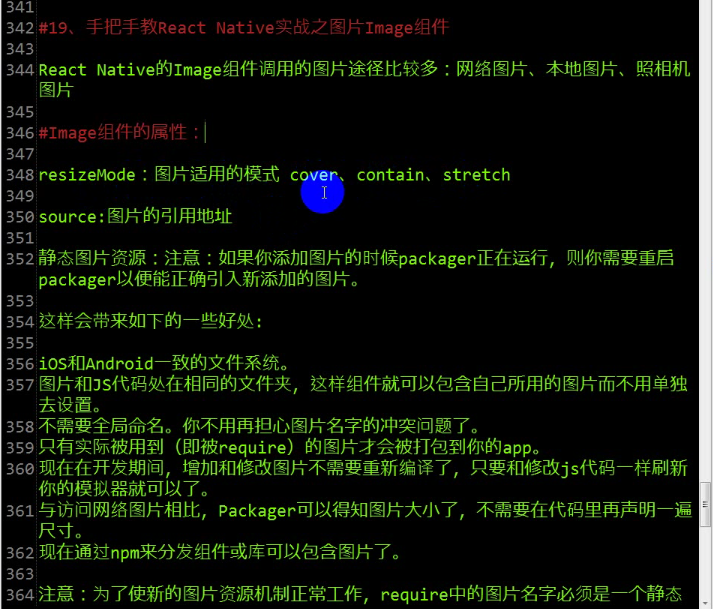 341
342 #19、手把手教React Native实战之图片Image组件
343
344 React Native的Image组件调用的图片途径比较多：网络图片、本地图片、照相机
图片
345
346 #Image组件的属性：
347
348 resizeMode：图片适用的模式 cover、contain、stretch
349
350 source:图片的引用地址
351
352 静态图片资源：注意：如果你添加图片的时候packager正在运行，则你需要重启
packager以便能正确引入新添加的图片。
353
354 这样会带来如下的一些好处:
355
356 iOS和Android一致的文件系统。
357 图片和JS代码处在相同的文件夹，这样组件就可以包含自己所用的图片而不用单独
去设置。
358 不需要全局命名。你不用再担心图片名字的冲突问题了。
359 只有实际被用到（即被require）的图片才会被打包到你的app。
360 现在在开发期间，增加和修改图片不需要重新编译了，只要和修改js代码一样刷新
你的模拟器就可以了。
361 与访问网络图片相比，Packager可以得知图片大小了，不需要在代码里再声明一遍
尺寸。
362 现在通过npm来分发组件或库可以包含图片了。
363
364 注意：为了使新的图片资源机制正常工作，require中的图片名字必须是一个静态